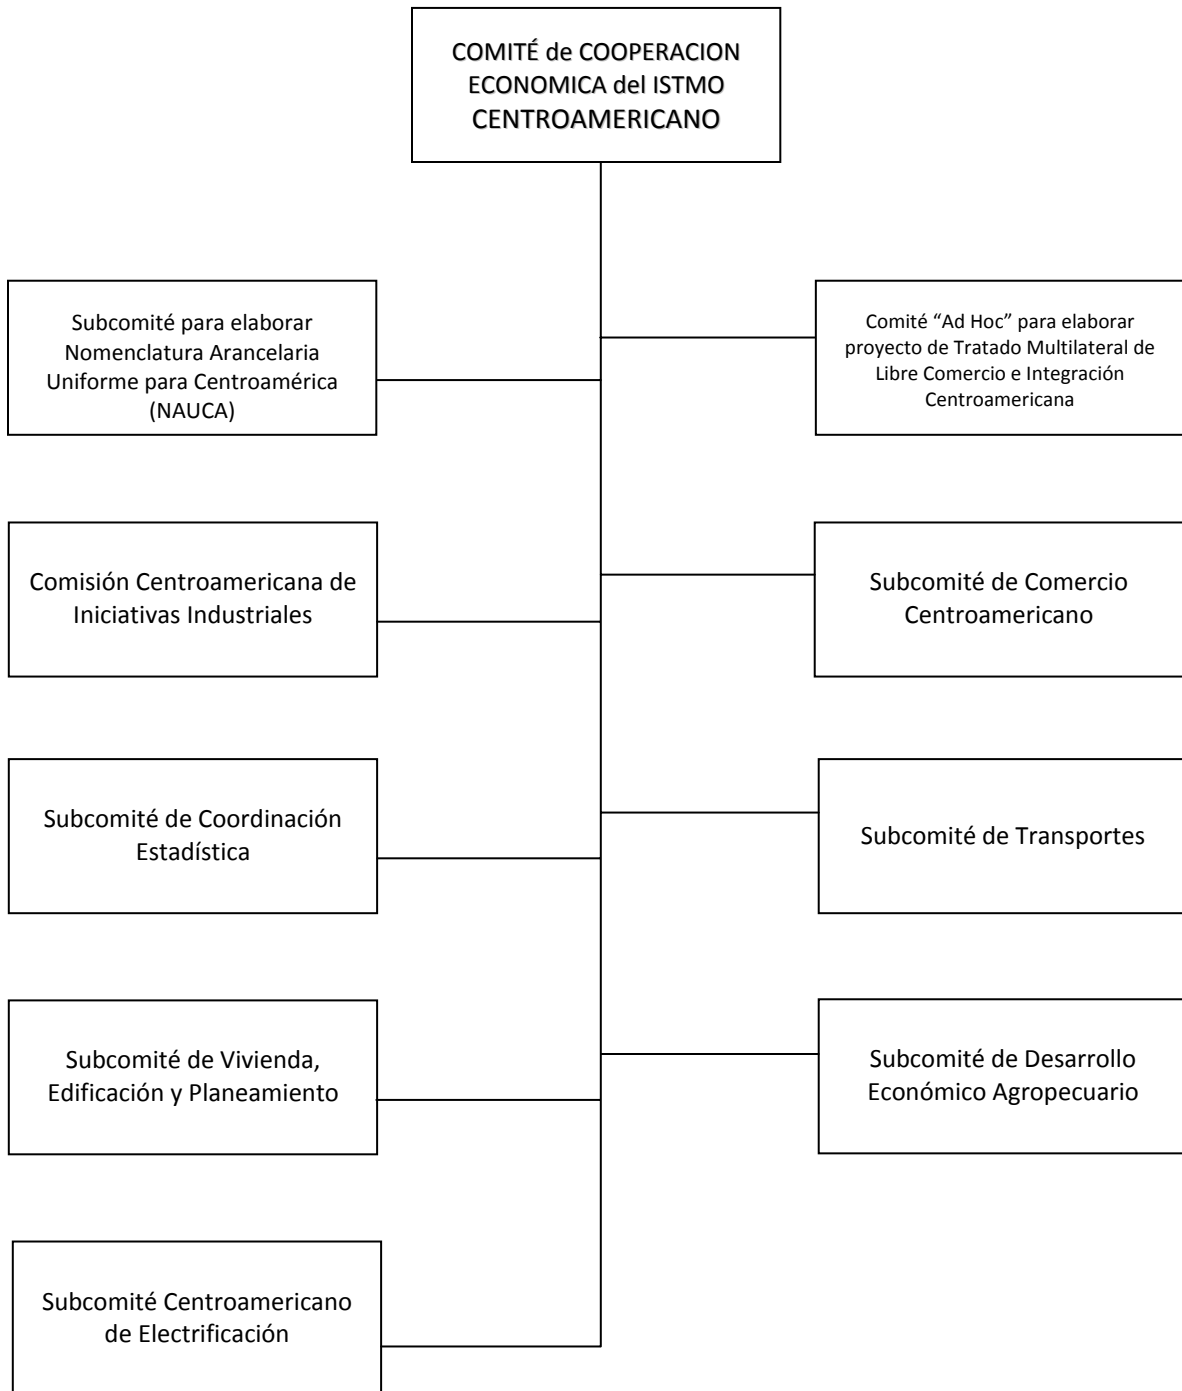 COMITÉ de COOPERACION
ECONOMICA del ISTMO
CENTROAMERICANO
Subcomité para elaborar
Nomenclatura Arancelaria
Uniforme para Centroamérica
(NAUCA)
Comité “Ad Hoc” para elaborar
proyecto de Tratado Multilateral de
Libre Comercio e Integración
Centroamericana
Comisión Centroamericana de
Iniciativas Industriales
Subcomité de Comercio
Centroamericano
Subcomité de Coordinación
Estadística
Subcomité de Transportes
Subcomité de Vivienda,
Edificación y Planeamiento
Subcomité de Desarrollo
Económico Agropecuario
Subcomité Centroamericano
de Electrificación